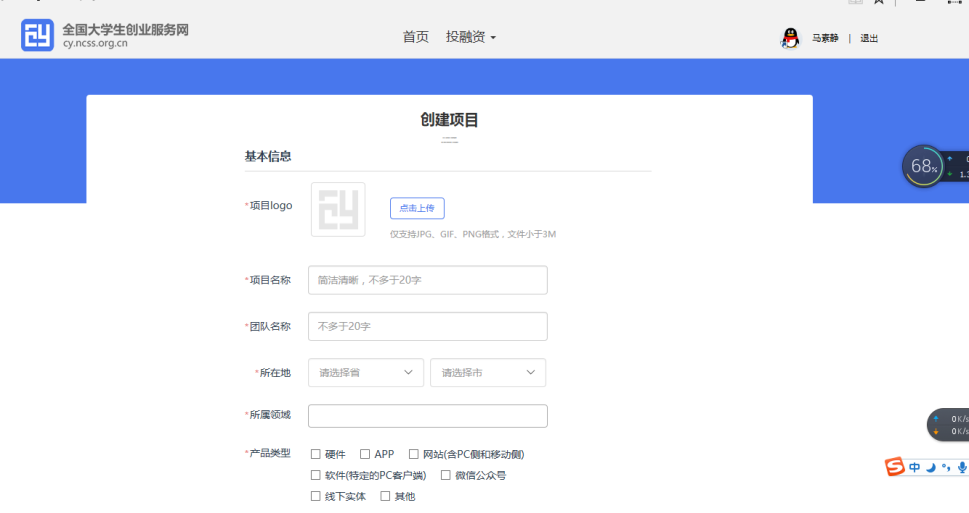 全国大学生创业服务网
cy.ncss.org.cn
首页 投融资
马素静 | 退出
创建项目
基本信息
*项目logo
点击上传
仅支持JPG、GIF、PNG格式，文件小于3M
*项目名称 简洁清晰，不多于20字
*团队名称 不多于20字
*所在地 请选择省 请选择市
*所属领域
*产品类型 硬件 APP 网站(含PC侧和移动侧)
软件(特定的PC客户端) 微信公众号
线下实体 其他
68%
0K/s
0K/s
中